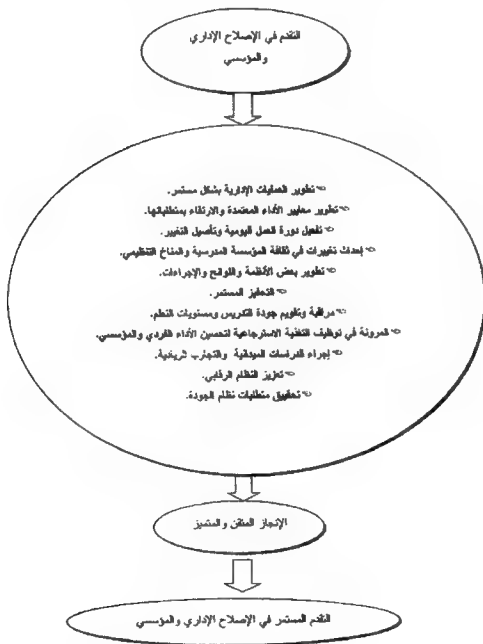 التقدم في الإصلاح الإداري
والمؤسسي
تطوير العمليات الإدارية بشكل مستمر.
تطوير معايير الأداء المعتمدة والارتقاء بمتطلباتها.
تفعيل دورة العمل اليومية وتأصيل التغيير.
إحداث تغييرات في ثقافة المؤسسة المدرسية والمناخ التنظيمي.
تطوير بعض الأنظمة واللوائح والإجراءات.
التحفيز المستمر.
مراقبة وتقويم جودة التدريس ومستويات التعلم.
المرونة في توظيف التغذية الاسترجاعية لتحسين الأداء الفردي والمؤسسي.
إجراء الدراسات الميدانية والتجارب الريادية.
تعزيز النظام الرقابي.
تحقيق متطلبات نظام الجودة.
الإنجاز المتقن والمتميز
التقدم المستمر في الإصلاح الإداري والمؤسسي